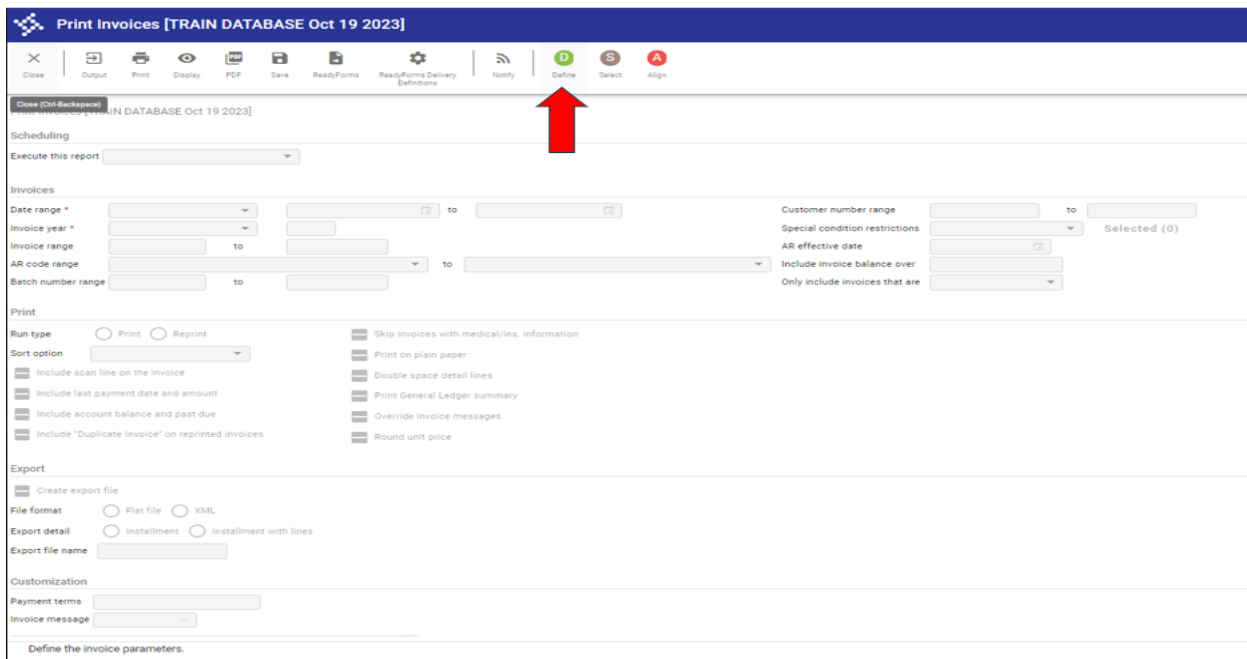 Print Invoices [TRAIN DATABASE Oct 19 2023]
Close Output Print Display PDF Save ReadyForms ReadyForms Delivery Definitions Notify D Define S Select A Align
Close (Ctrl-Backspace)
Print Invoices [TRAIN DATABASE Oct 19 2023]
Scheduling
Execute this report
Invoices
Date range * to Customer number range to
Invoice year * Special condition restrictions Selected (0)
Invoice range to AR effective date
AR code range to Include invoice balance over
Batch number range to Only include invoices that are
Print
Run type Print Reprint Skip invoices with medical/ins. information
Sort option Print on plain paper
Include scan line on the invoice Double space detail lines
Include last payment date and amount Print General Ledger summary
Include account balance and past due Override invoice messages
Include "Duplicate Invoice" on reprinted invoices Round unit price
Export
Create export file
File format Flat file XML
Export detail Installment Installment with lines
Export file name
Customization
Payment terms
Invoice message ...
Define the invoice parameters.